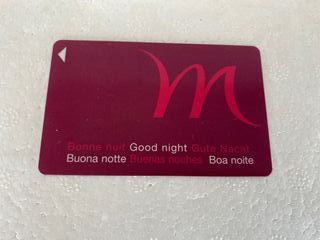 m
Bonne nuit Good night Gute Nacht
Buona notte Buenas noches Boa noite